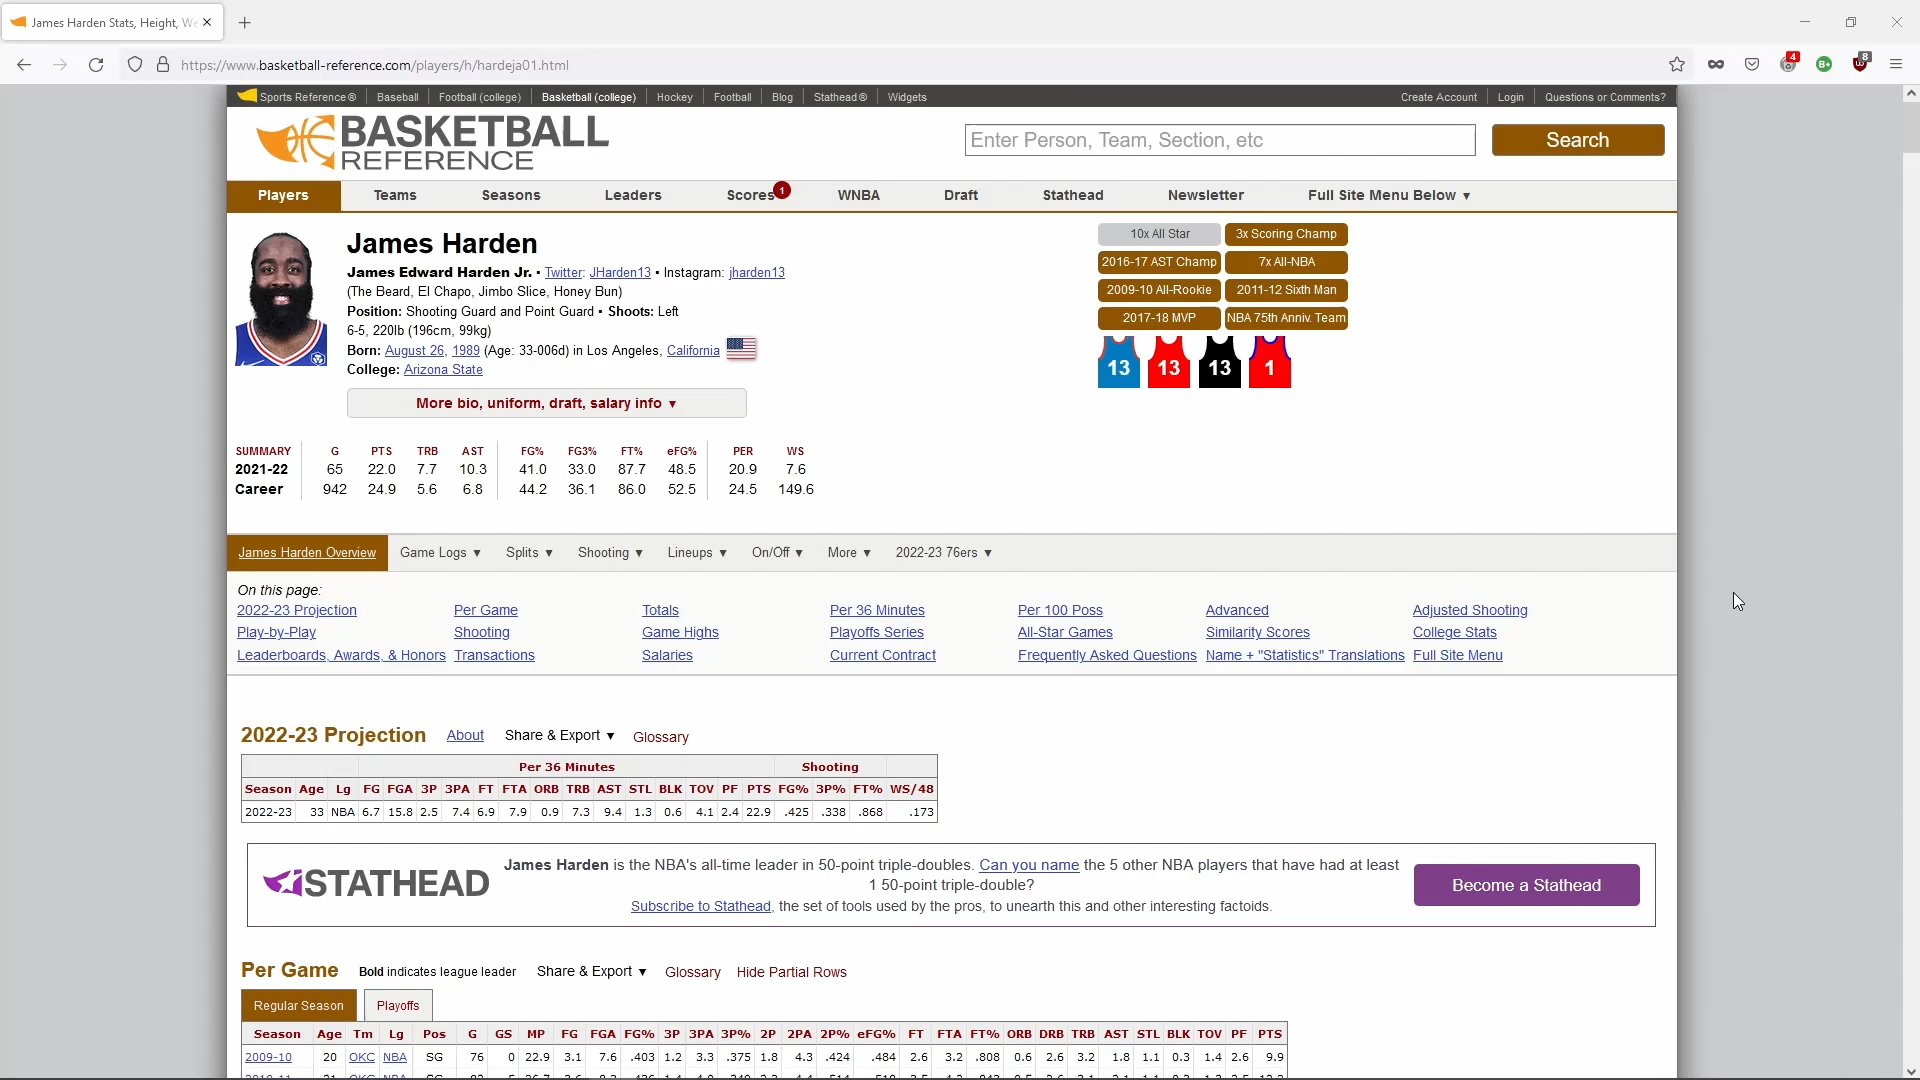 James Harden Stats, Height, We
https://www.basketball-reference.com/players/h/hardeja01.html
4
B+
8
Sports Reference® Baseball Football (college) Basketball (college) Hockey Football Blog Stathead® Widgets Create Account Login Questions or Comments?
BASKETBALL
REFERENCE
Enter Person, Team, Section, etc
Search
Players Teams Seasons Leaders Scores 1 WNBA Draft Stathead Newsletter Full Site Menu Below ▼
James Harden
James Edward Harden Jr. ▪ Twitter: JHarden13 ▪ Instagram: jharden13
(The Beard, El Chapo, Jimbo Slice, Honey Bun)
Position: Shooting Guard and Point Guard ▪ Shoots: Left
6-5, 220lb (196cm, 99kg)
Born: August 26, 1989 (Age: 33-006d) in Los Angeles, California
College: Arizona State
More bio, uniform, draft, salary info ▼
10x All Star 3x Scoring Champ
2016-17 AST Champ 7x All-NBA
2009-10 All-Rookie 2011-12 Sixth Man
2017-18 MVP NBA 75th Anniv. Team
13 13 13 1
SUMMARY G PTS TRB AST FG% FG3% FT% eFG% PER WS
2021-22 65 22.0 7.7 10.3 41.0 33.0 87.7 48.5 20.9 7.6
Career 942 24.9 5.6 6.8 44.2 36.1 86.0 52.5 24.5 149.6
James Harden Overview Game Logs ▼ Splits ▼ Shooting ▼ Lineups ▼ On/Off ▼ More ▼ 2022-23 76ers ▼
On this page:
2022-23 Projection Per Game Totals Per 36 Minutes Per 100 Poss Advanced Adjusted Shooting
Play-by-Play Shooting Game Highs Playoffs Series All-Star Games Similarity Scores College Stats
Leaderboards, Awards, & Honors Transactions Salaries Current Contract Frequently Asked Questions Name + "Statistics" Translations Full Site Menu
2022-23 Projection About Share & Export ▼ Glossary
Per 36 Minutes Shooting
Season Age Lg FG FGA 3P 3PA FT FTA ORB TRB AST STL BLK TOV PF PTS FG% 3P% FT% WS/48
2022-23 33 NBA 6.7 15.8 2.5 7.4 6.9 7.9 0.9 7.3 9.4 1.3 0.6 4.1 2.4 22.9 .425 .338 .868 .173
STATHEAD
James Harden is the NBA's all-time leader in 50-point triple-doubles. Can you name the 5 other NBA players that have had at least
1 50-point triple-double?
Subscribe to Stathead, the set of tools used by the pros, to unearth this and other interesting factoids.
Become a Stathead
Per Game Bold indicates league leader Share & Export ▼ Glossary Hide Partial Rows
Regular Season Playoffs
Season Age Tm Lg Pos G GS MP FG FGA FG% 3P 3PA 3P% 2P 2PA 2P% eFG% FT FTA FT% ORB DRB TRB AST STL BLK TOV PF PTS
2009-10 20 OKC NBA SG 76 0 22.9 3.1 7.6 .403 1.2 3.3 .375 1.8 4.3 .424 .484 2.6 3.2 .808 0.6 2.6 3.2 1.8 1.1 0.3 1.4 2.6 9.9